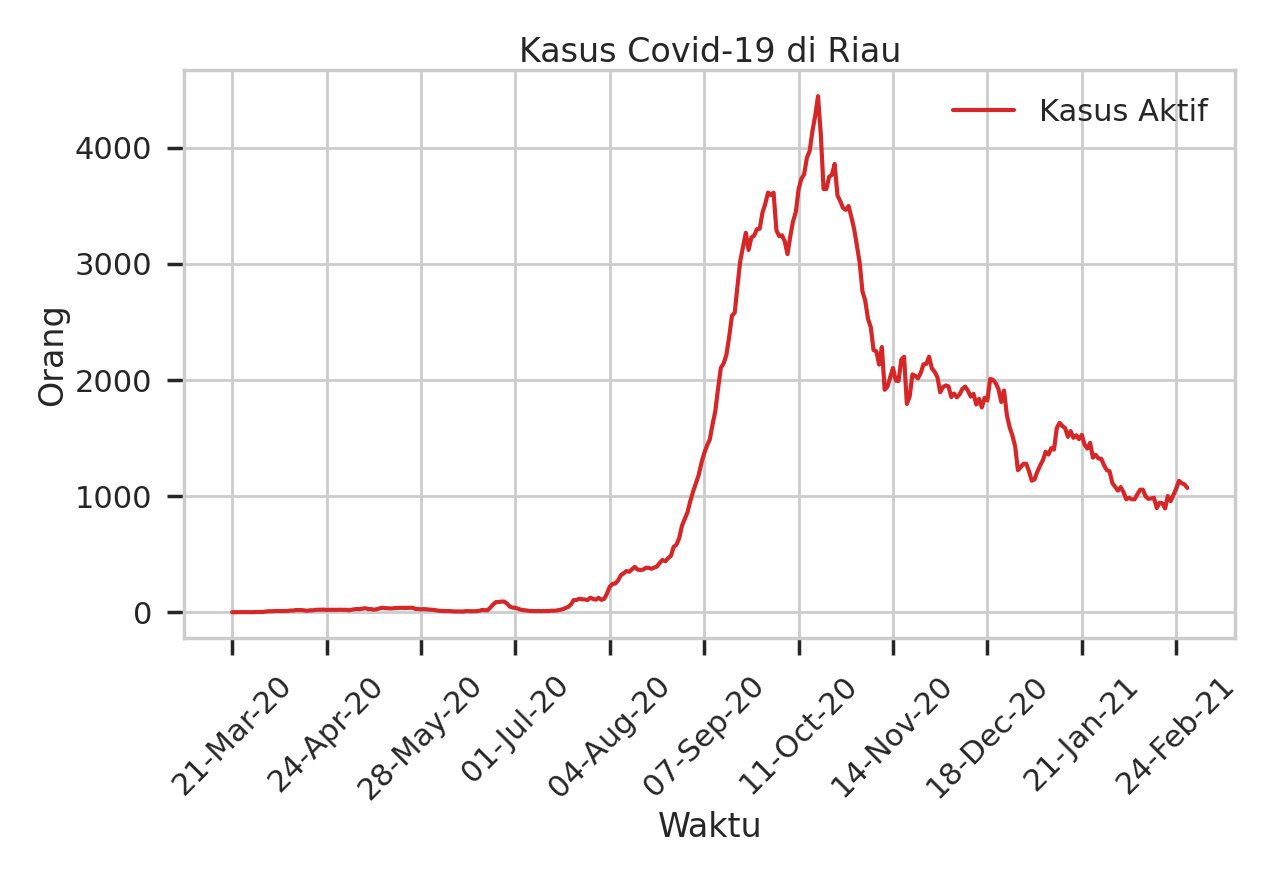 Kasus Covid-19 di Riau
Kasus Aktif
Orang
4000
3000
2000
1000
0
21-Mar-20
24-Apr-20
28-May-20
01-Jul-20
04-Aug-20
07-Sep-20
11-Oct-20
14-Nov-20
18-Dec-20
21-Jan-21
24-Feb-21
Waktu